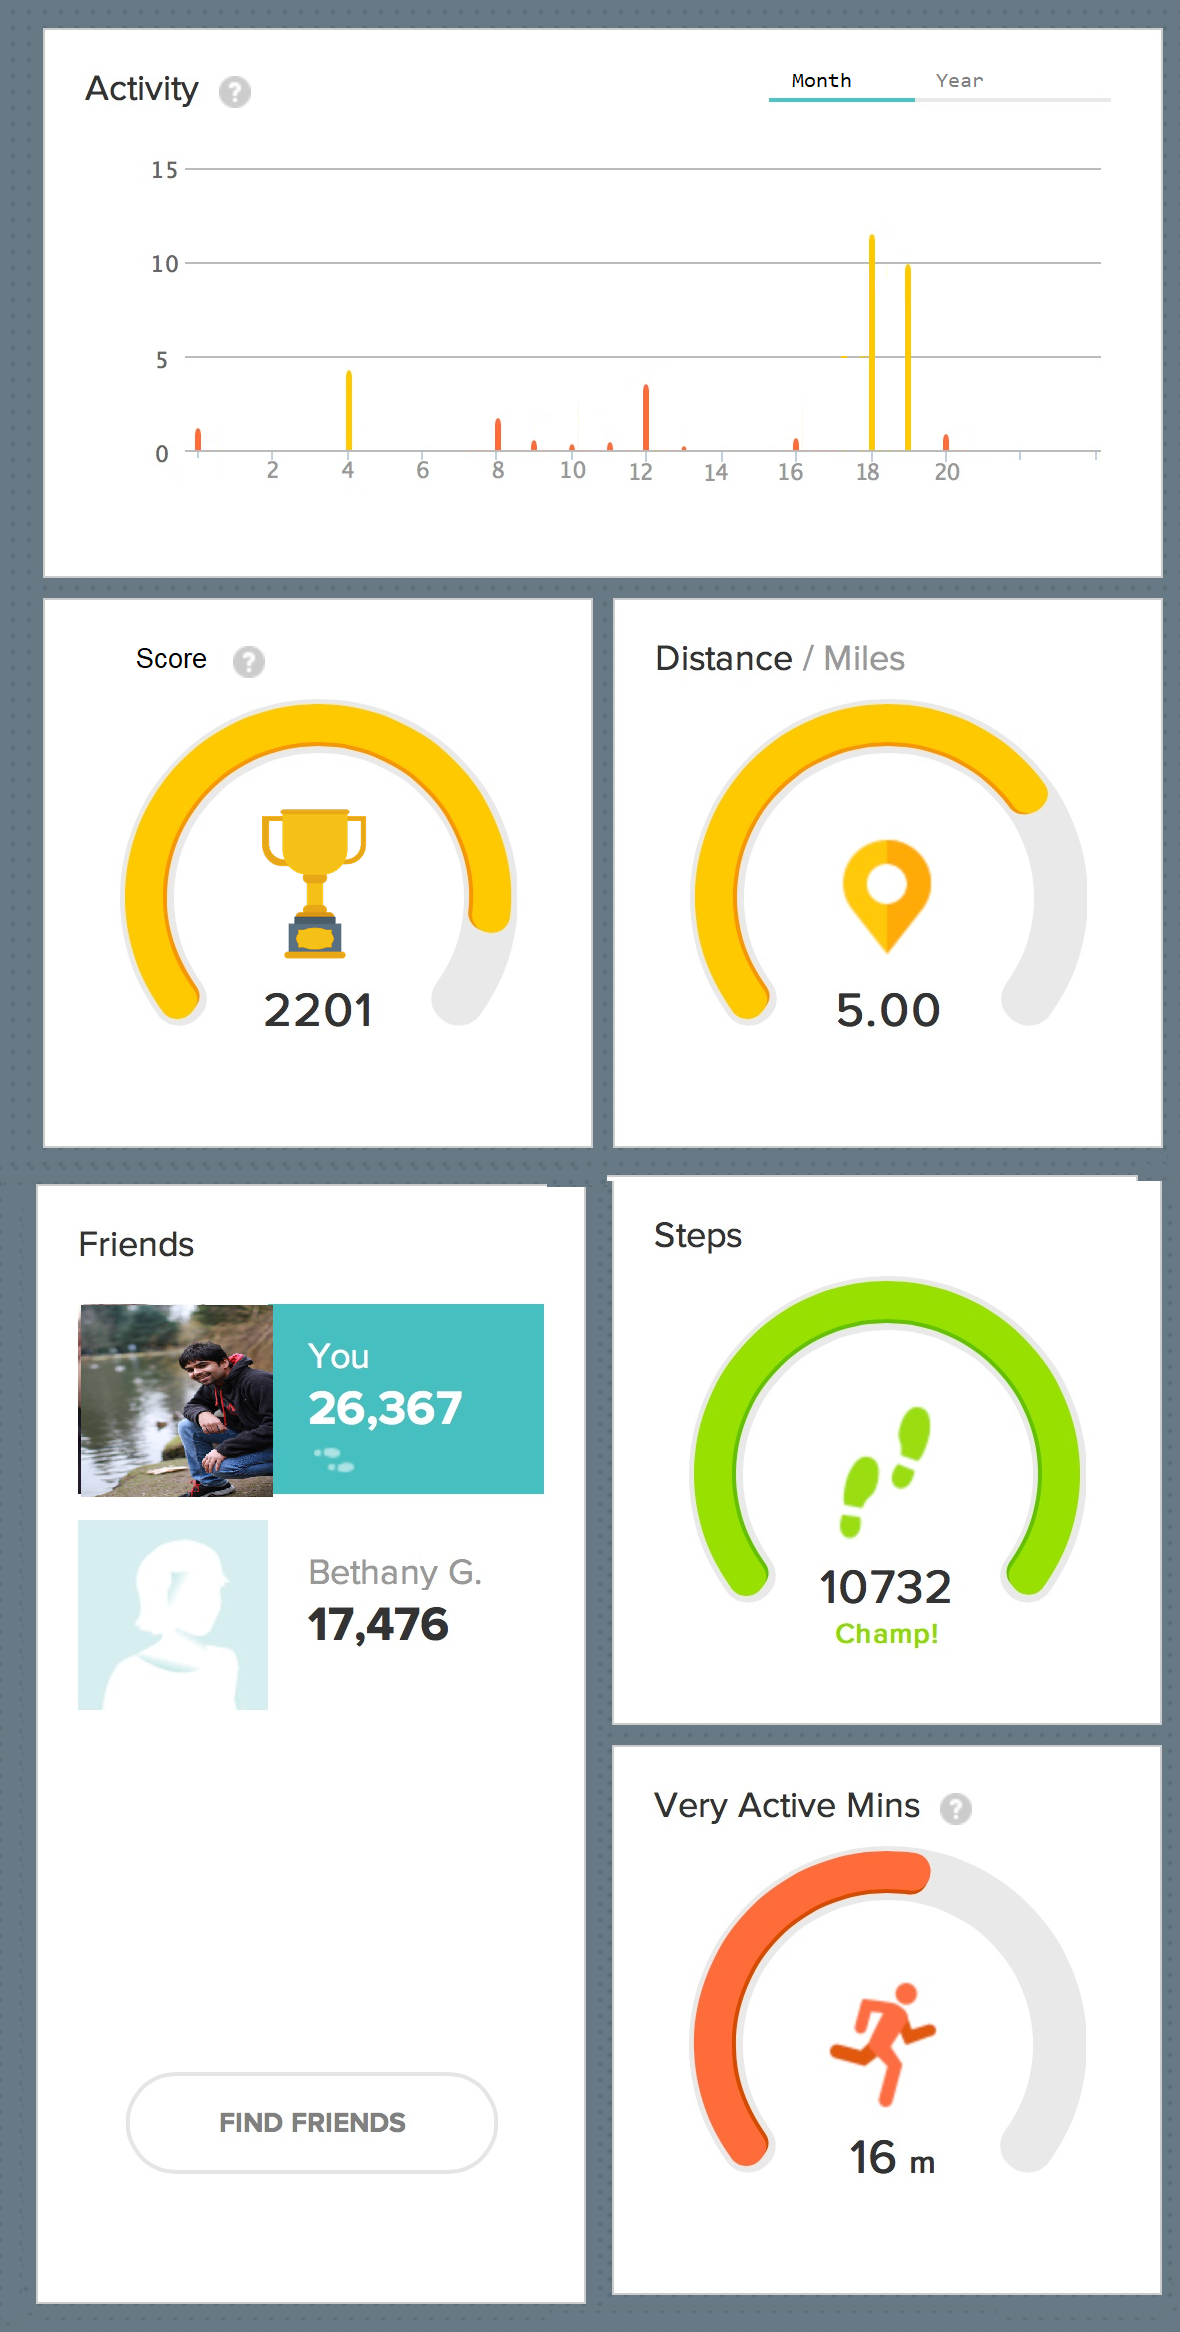 Activity ?
Month Year
15
10
5
0
2 4 6 8 10 12 14 16 18 20
Score ?
2201
Distance / Miles
5.00
Friends
You
26,367
Bethany G.
17,476
FIND FRIENDS
Steps
10732
Champ!
Very Active Mins ?
16 m